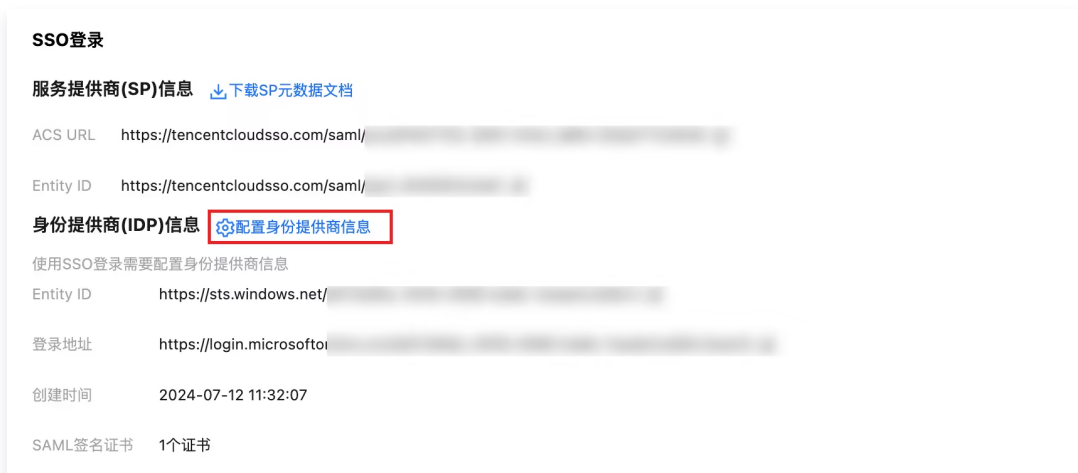 SSO登录
服务提供商(SP)信息 下载SP元数据文档
ACS URL https://tencentcloudsso.com/saml/
Entity ID https://tencentcloudsso.com/saml/
身份提供商(IDP)信息 配置身份提供商信息
使用SSO登录需要配置身份提供商信息
Entity ID https://sts.windows.net/
登录地址 https://login.microsofto
创建时间 2024-07-12 11:32:07
SAML签名证书 1个证书